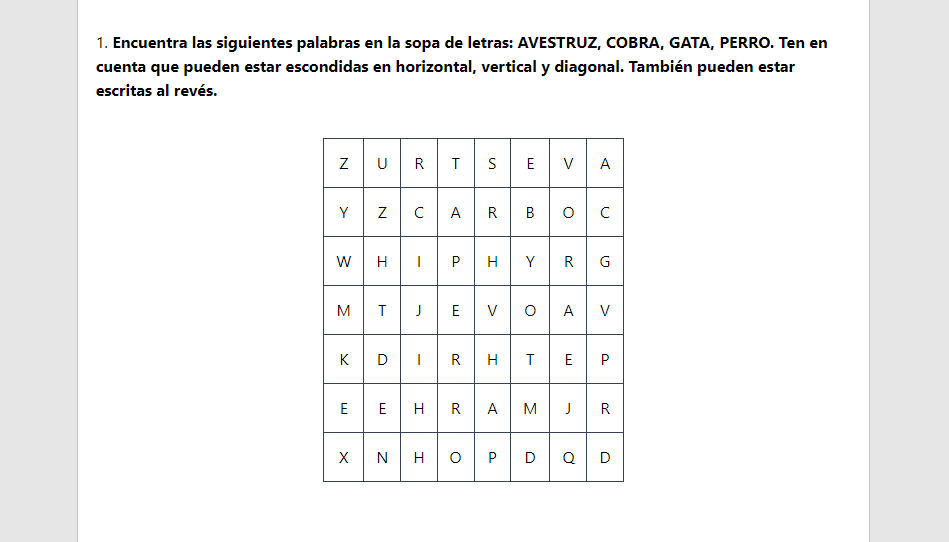 1. Encuentra las siguientes palabras en la sopa de letras: AVESTRUZ, COBRA, GATA, PERRO. Ten en
cuenta que pueden estar escondidas en horizontal, vertical y diagonal. También pueden estar
escritas al revés.
Z U R T S E V A
Y Z C A R B O C
W H I P H Y R G
M T J E V O A V
K D I R H T E P
E E H R A M J R
X N H O P D Q D